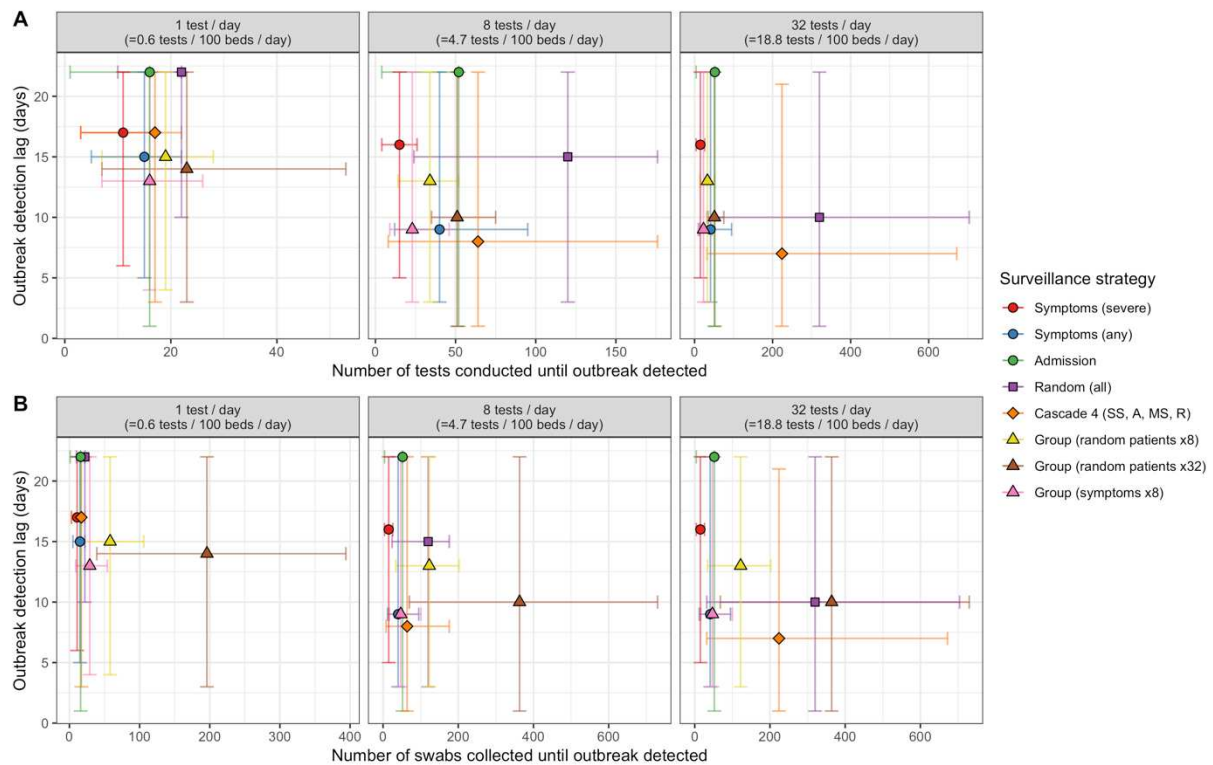 A
1 test / day
(=0.6 tests / 100 beds / day)
8 tests / day
(=4.7 tests / 100 beds / day)
32 tests / day
(=18.8 tests / 100 beds / day)
Outbreak detection lag (days)
20
15
10
5
0
0 20 40
0 50 100 150
0 200 400 600
Number of tests conducted until outbreak detected
B
1 test / day
(=0.6 tests / 100 beds / day)
8 tests / day
(=4.7 tests / 100 beds / day)
32 tests / day
(=18.8 tests / 100 beds / day)
Outbreak detection lag (days)
20
15
10
5
0
0 100 200 300 400
0 200 400 600
0 200 400 600
Number of swabs collected until outbreak detected
Surveillance strategy
Symptoms (severe)
Symptoms (any)
Admission
Random (all)
Cascade 4 (SS, A, MS, R)
Group (random patients x8)
Group (random patients x32)
Group (symptoms x8)